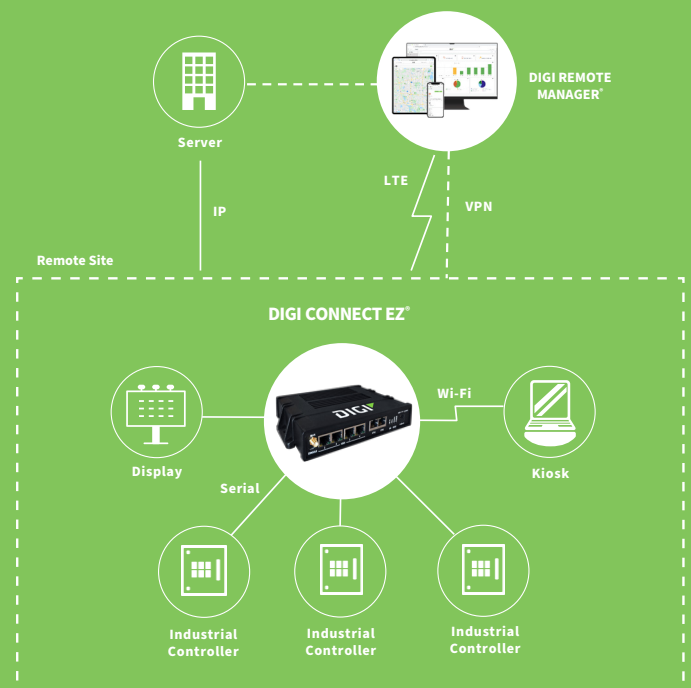 DIGI REMOTE
MANAGER®
Server
LTE
VPN
IP
Remote Site
DIGI CONNECT EZ®
DIGI
Wi-Fi
Display
Kiosk
Serial
Industrial
Controller
Industrial
Controller
Industrial
Controller